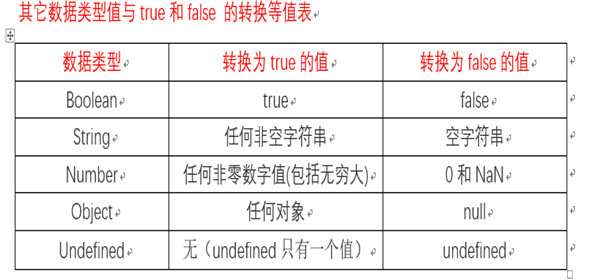 其它数据类型值与 true 和 false 的转换等值表
数据类型 转换为 true 的值 转换为 false 的值
Boolean true false
String 任何非空字符串 空字符串
Number 任何非零数字值(包括无穷大) 0 和 NaN
Object 任何对象 null
Undefined 无（undefined 只有一个值） undefined